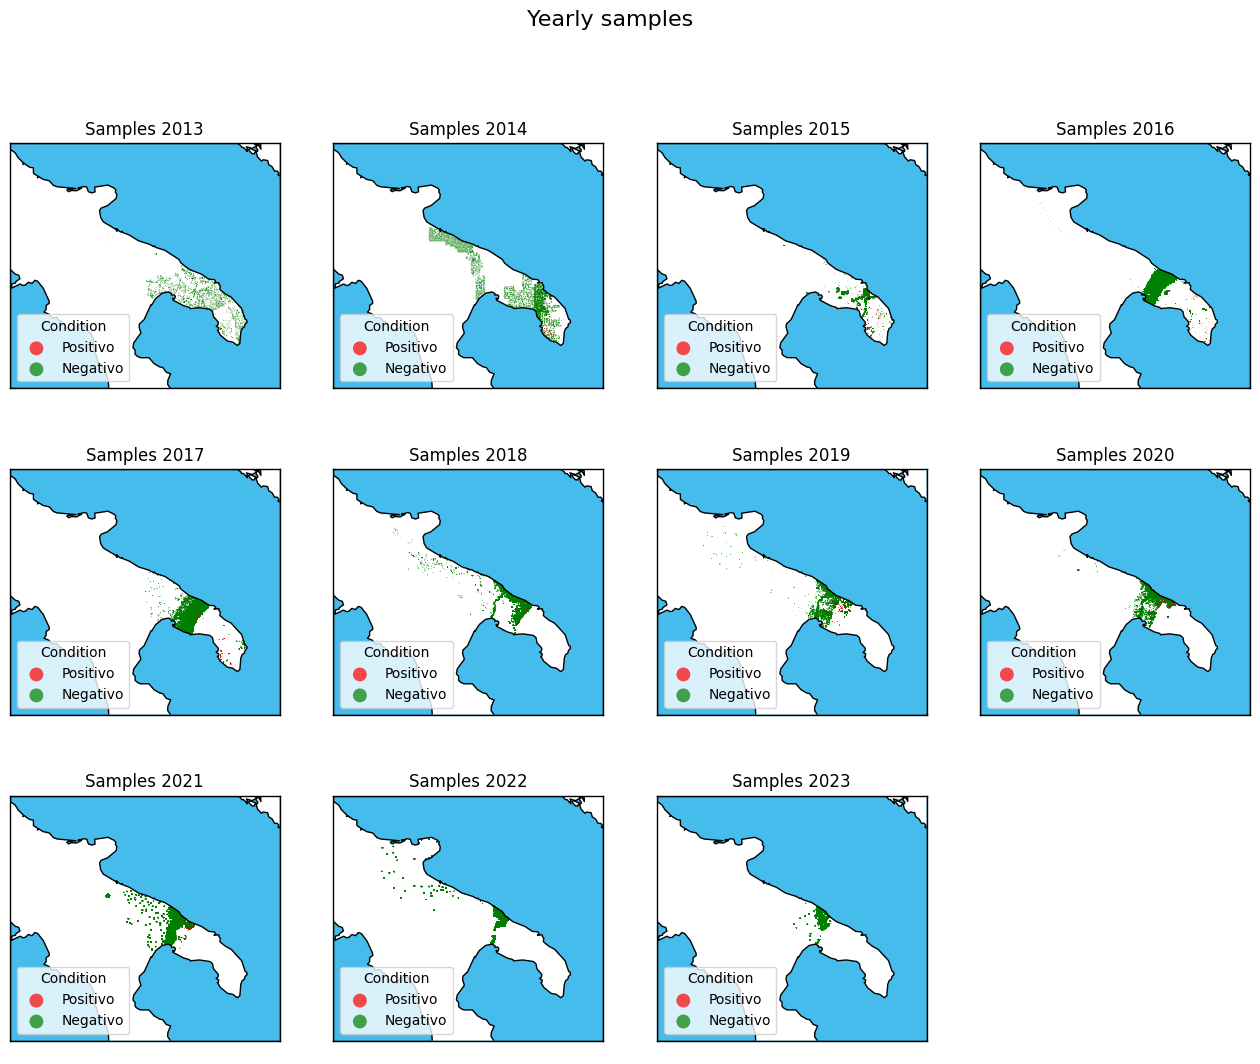 Yearly samples
Samples 2013
Condition
Positivo
Negativo
Samples 2014
Condition
Positivo
Negativo
Samples 2015
Condition
Positivo
Negativo
Samples 2016
Condition
Positivo
Negativo
Samples 2017
Condition
Positivo
Negativo
Samples 2018
Condition
Positivo
Negativo
Samples 2019
Condition
Positivo
Negativo
Samples 2020
Condition
Positivo
Negativo
Samples 2021
Condition
Positivo
Negativo
Samples 2022
Condition
Positivo
Negativo
Samples 2023
Condition
Positivo
Negativo